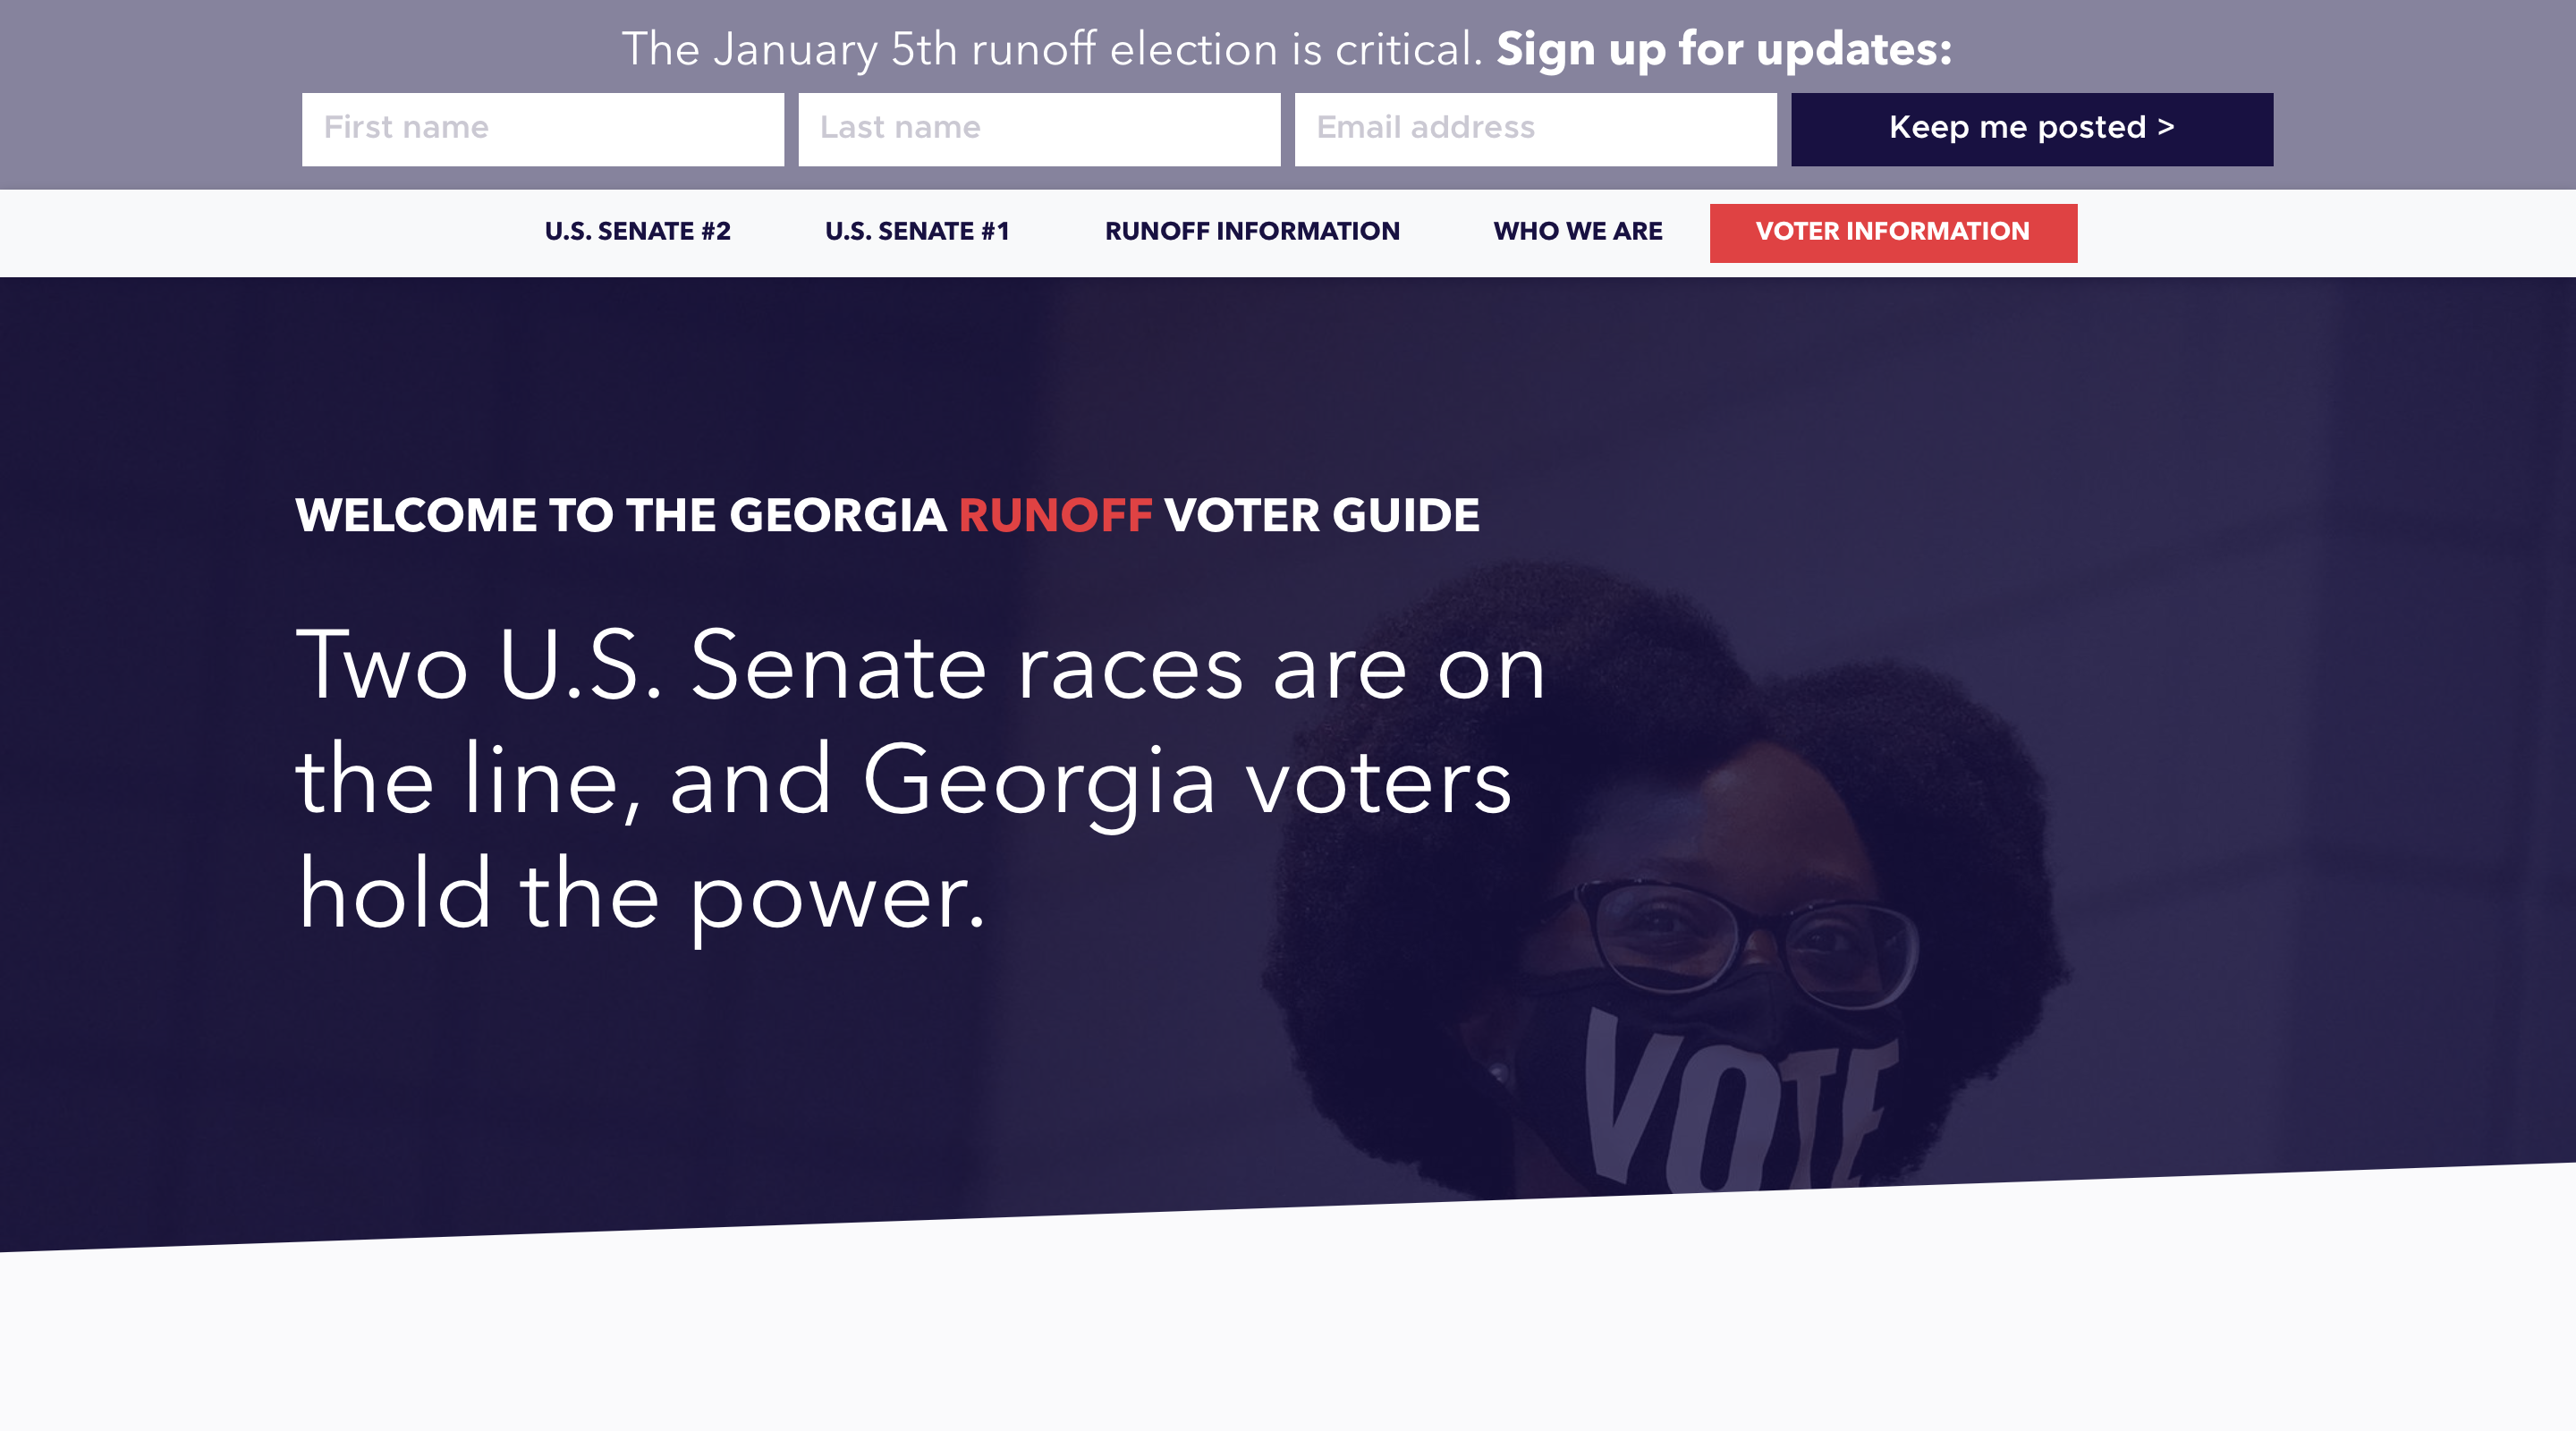 The January 5th runoff election is critical. Sign up for updates:
First name Last name Email address Keep me posted >
U.S. SENATE #2 U.S. SENATE #1 RUNOFF INFORMATION WHO WE ARE VOTER INFORMATION
WELCOME TO THE GEORGIA RUNOFF VOTER GUIDE
Two U.S. Senate races are on
the line, and Georgia voters
hold the power.
VOTE